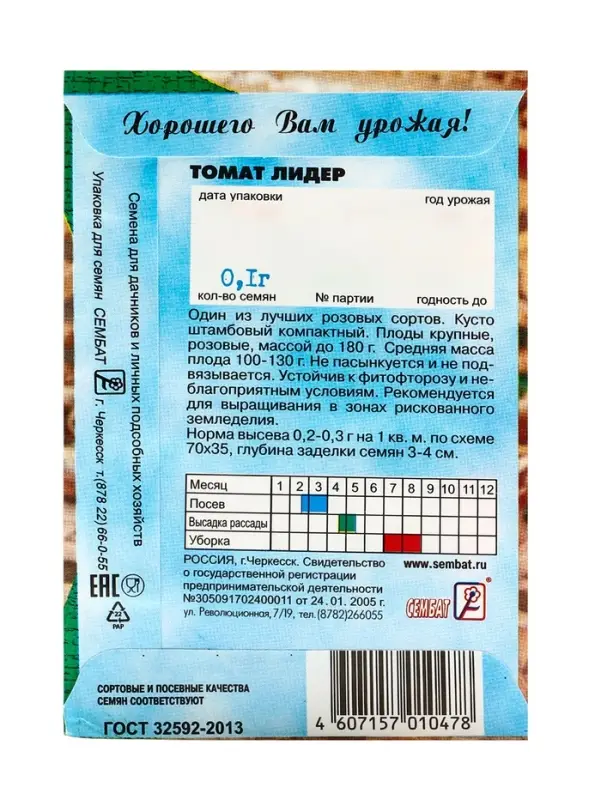 Хорошего Вам урожая!
ТОМАТ ЛИДЕР
дата упаковки год урожая
0,1г
кол-во семян № партии годность до
Один из лучших розовых сортов. Кусто
штамбовый компактный. Плоды крупные,
розовые, массой до 180 г. Средняя масса
плода 100-130 г. Не пасынкуется и не под-
вязывается. Устойчив к фитофторозу и не-
благоприятным условиям. Рекомендуется
для выращивания в зонах рискованного
земледелия.
Норма высева 0,2-0,3 г на 1 кв. м. по схеме
70х35, глубина заделки семян 3-4 см.
Месяц 1 2 3 4 5 6 7 8 9 10 11 12
Посев
Высадка рассады
Уборка
РОССИЯ, г.Черкесск. Свидетельство
о государственной регистрации
предпринимательской деятельности
№305091702400011 от 24. 01. 2005 г.
ул. Революционная, 7/19, тел.(8782)266055
www.sembat.ru
СЕМБАТ
Семена для дачников и личных подсобных хозяйств
Упаковка для семян СЕМБАТ г. Черкесск т.(878 22) 66-0-55
EAC
22
PAP
СОРТОВЫЕ И ПОСЕВНЫЕ КАЧЕСТВА
СЕМЯН СООТВЕТСТВУЮТ
ГОСТ 32592-2013
4 607157 010478